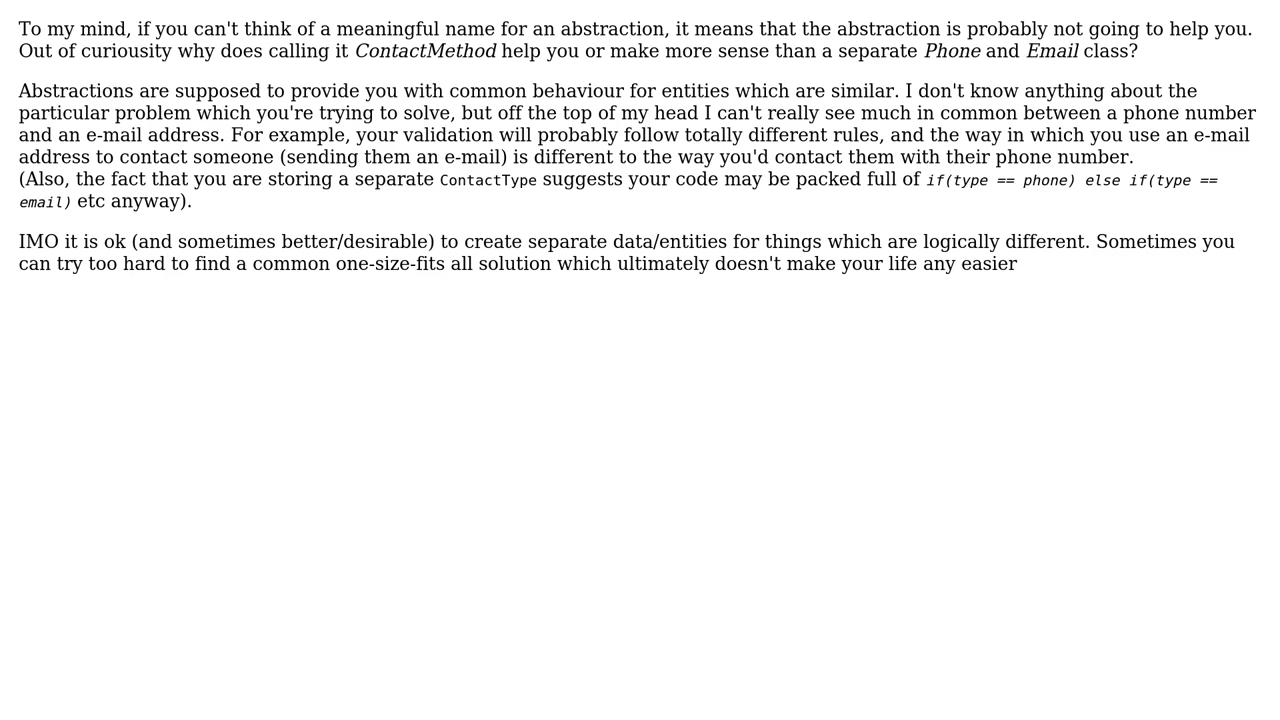 To my mind, if you can't think of a meaningful name for an abstraction, it means that the abstraction is probably not going to help you.
Out of curiousity why does calling it ContactMethod help you or make more sense than a separate Phone and Email class?
Abstractions are supposed to provide you with common behaviour for entities which are similar. I don't know anything about the
particular problem which you're trying to solve, but off the top of my head I can't really see much in common between a phone number
and an e-mail address. For example, your validation will probably follow totally different rules, and the way in which you use an e-mail
address to contact someone (sending them an e-mail) is different to the way you'd contact them with their phone number.
(Also, the fact that you are storing a separate ContactType suggests your code may be packed full of if(type == phone) else if(type ==
email) etc anyway).
IMO it is ok (and sometimes better/desirable) to create separate data/entities for things which are logically different. Sometimes you
can try too hard to find a common one-size-fits all solution which ultimately doesn't make your life any easier